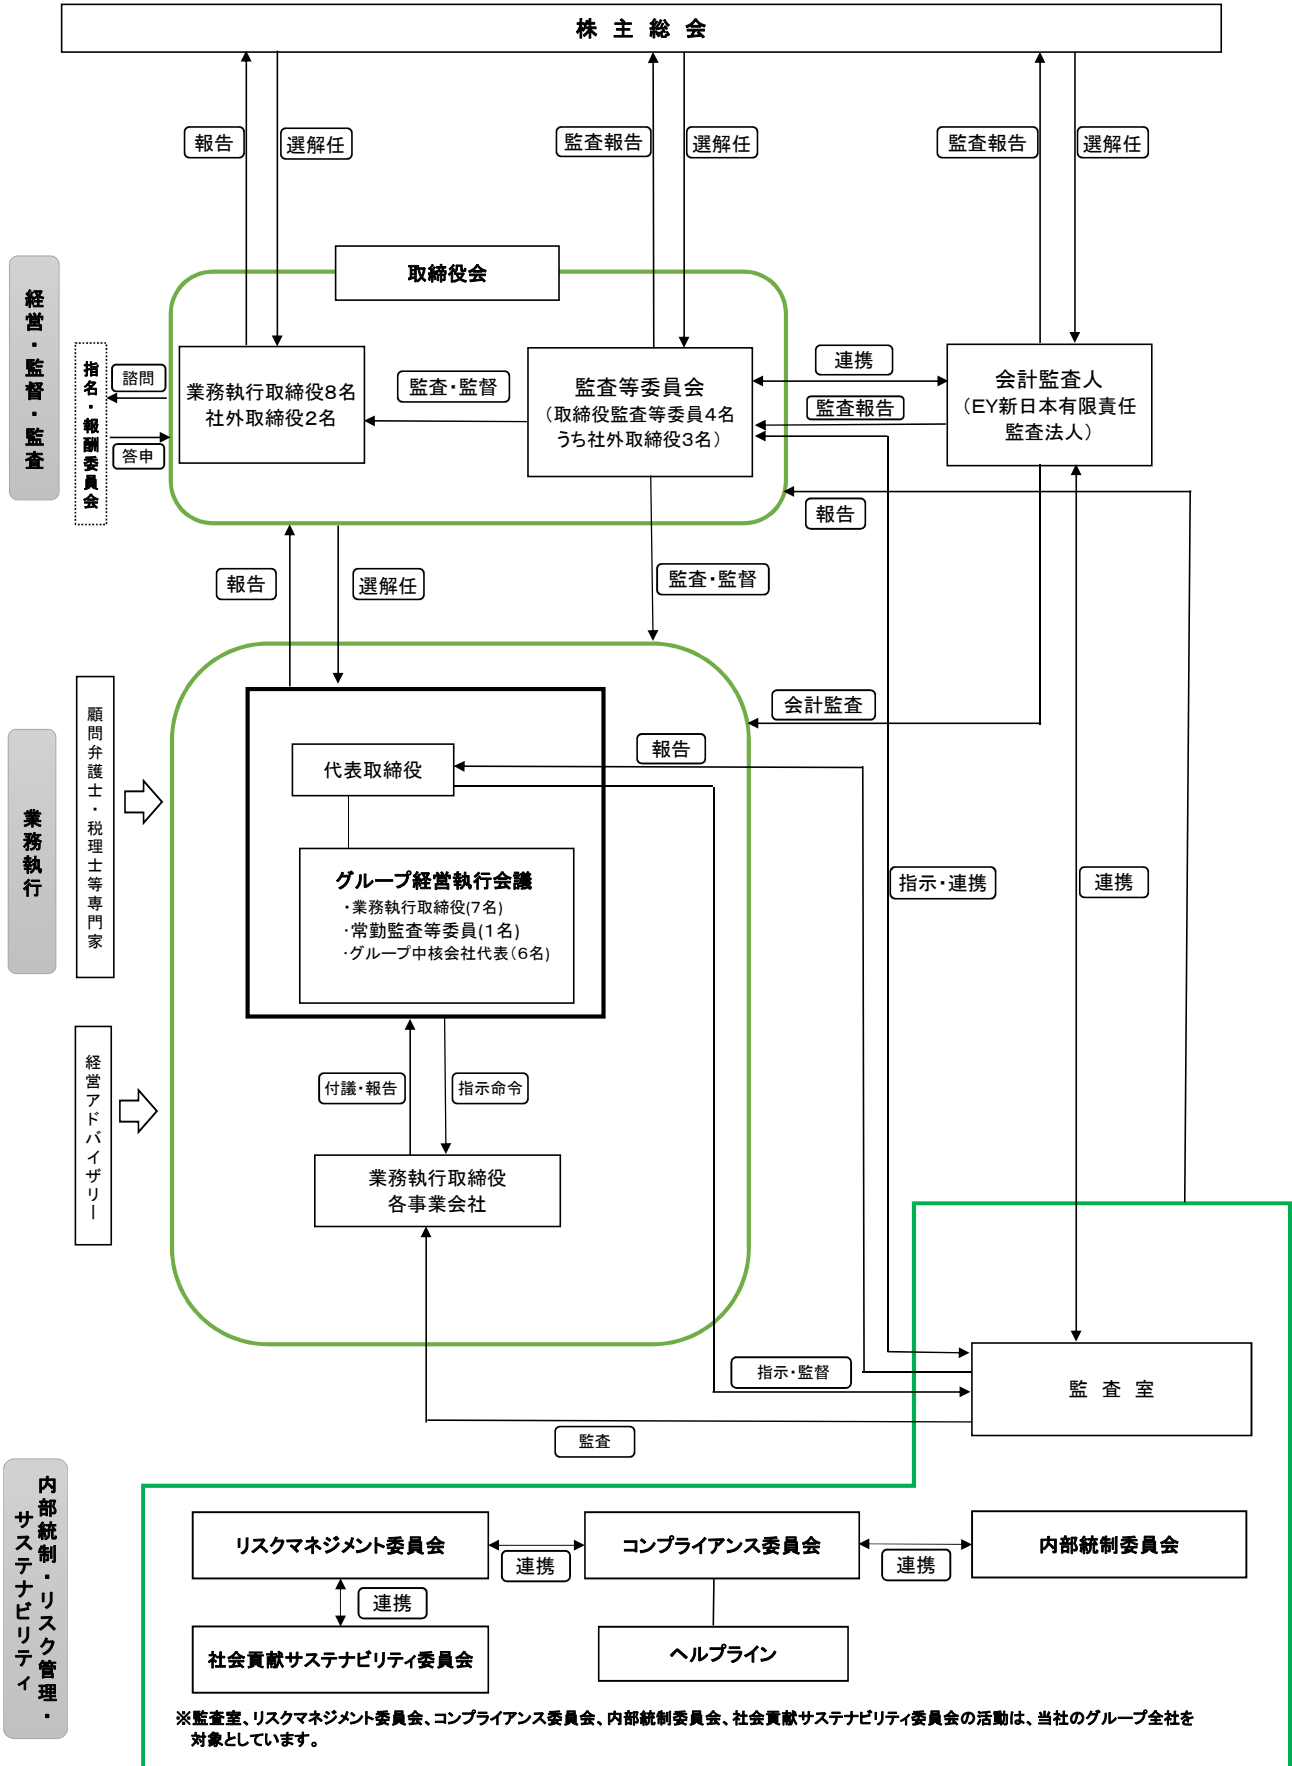 株 主 総 会
報告
選解任
監査報告
選解任
監査報告
選解任
経営・監督・監査
取締役会
指名・報酬委員会
諮問
答申
業務執行取締役8名
社外取締役2名
監査・監督
監査等委員会
（取締役監査等委員4名
うち社外取締役3名）
連携
監査報告
会計監査人
（EY新日本有限責任
監査法人）
報告
報告
選解任
監査・監督
業務執行
顧問弁護士・税理士等専門家
会計監査
報告
代表取締役
グループ経営執行会議
・業務執行取締役(7名)
・常勤監査等委員(1名)
・グループ中核会社代表（6名)
指示・連携
連携
経営アドバイザリー
付議・報告
指示命令
業務執行取締役
各事業会社
指示・監督
監 査 室
監査
内部統制・リスク管理・
サステナビリティ
リスクマネジメント委員会
連携
コンプライアンス委員会
連携
内部統制委員会
連携
社会貢献サステナビリティ委員会
ヘルプライン
※監査室、リスクマネジメント委員会、コンプライアンス委員会、内部統制委員会、社会貢献サステナビリティ委員会の活動は、当社のグループ全社を
対象としています。